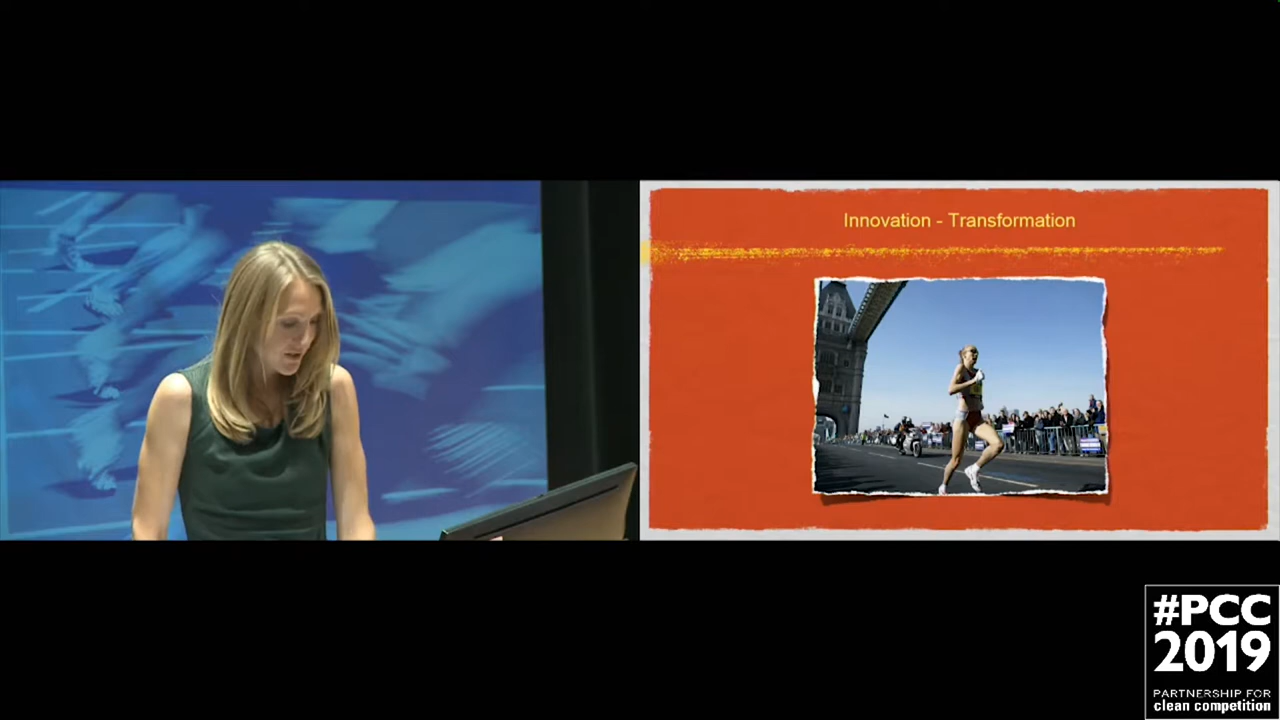 Innovation - Transformation
#PCC
2019
PARTNERSHIP FOR
clean competition